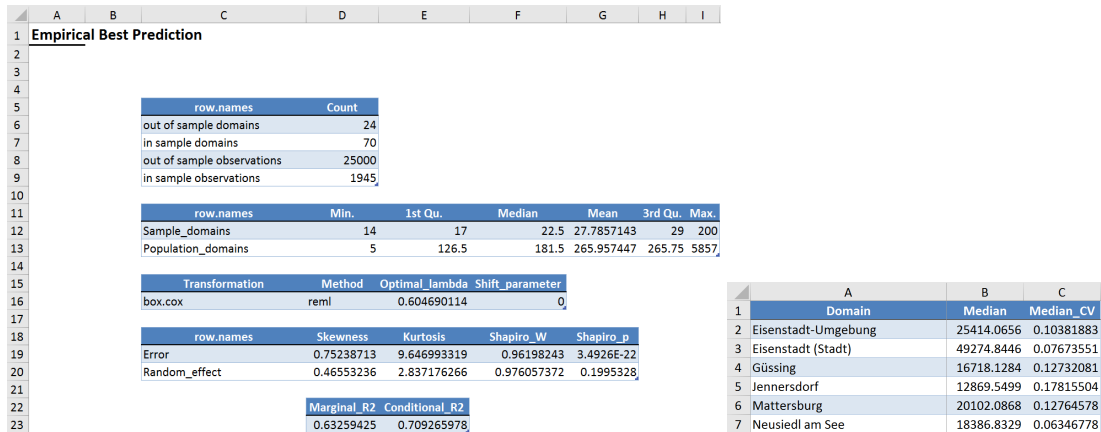 A B C D E F G H I
1 Empirical Best Prediction
2
3
4
5 row.names Count
6 out of sample domains 24
7 in sample domains 70
8 out of sample observations 25000
9 in sample observations 1945
10
11 row.names Min. 1st Qu. Median Mean 3rd Qu. Max.
12 Sample_domains 14 17 22.5 27.7857143 29 200
13 Population_domains 5 126.5 181.5 265.957447 265.75 5857
14
15 Transformation Method Optimal_lambda Shift_parameter
16 box.cox reml 0.604690114 0
17
18 row.names Skewness Kurtosis Shapiro_W Shapiro_p
19 Error 0.75238713 9.646993319 0.96198243 3.4926E-22
20 Random_effect 0.46553236 2.837176266 0.976057372 0.1995328
21
22 Marginal_R2 Conditional_R2
23 0.63259425 0.709265978
A B C
1 Domain Median Median_CV
2 Eisenstadt-Umgebung 25414.0656 0.10381883
3 Eisenstadt (Stadt) 49274.8446 0.07673551
4 Güssing 16718.1284 0.12732081
5 Jennersdorf 12869.5499 0.17815504
6 Mattersburg 20102.0868 0.12764578
7 Neusiedl am See 18386.8329 0.06346778